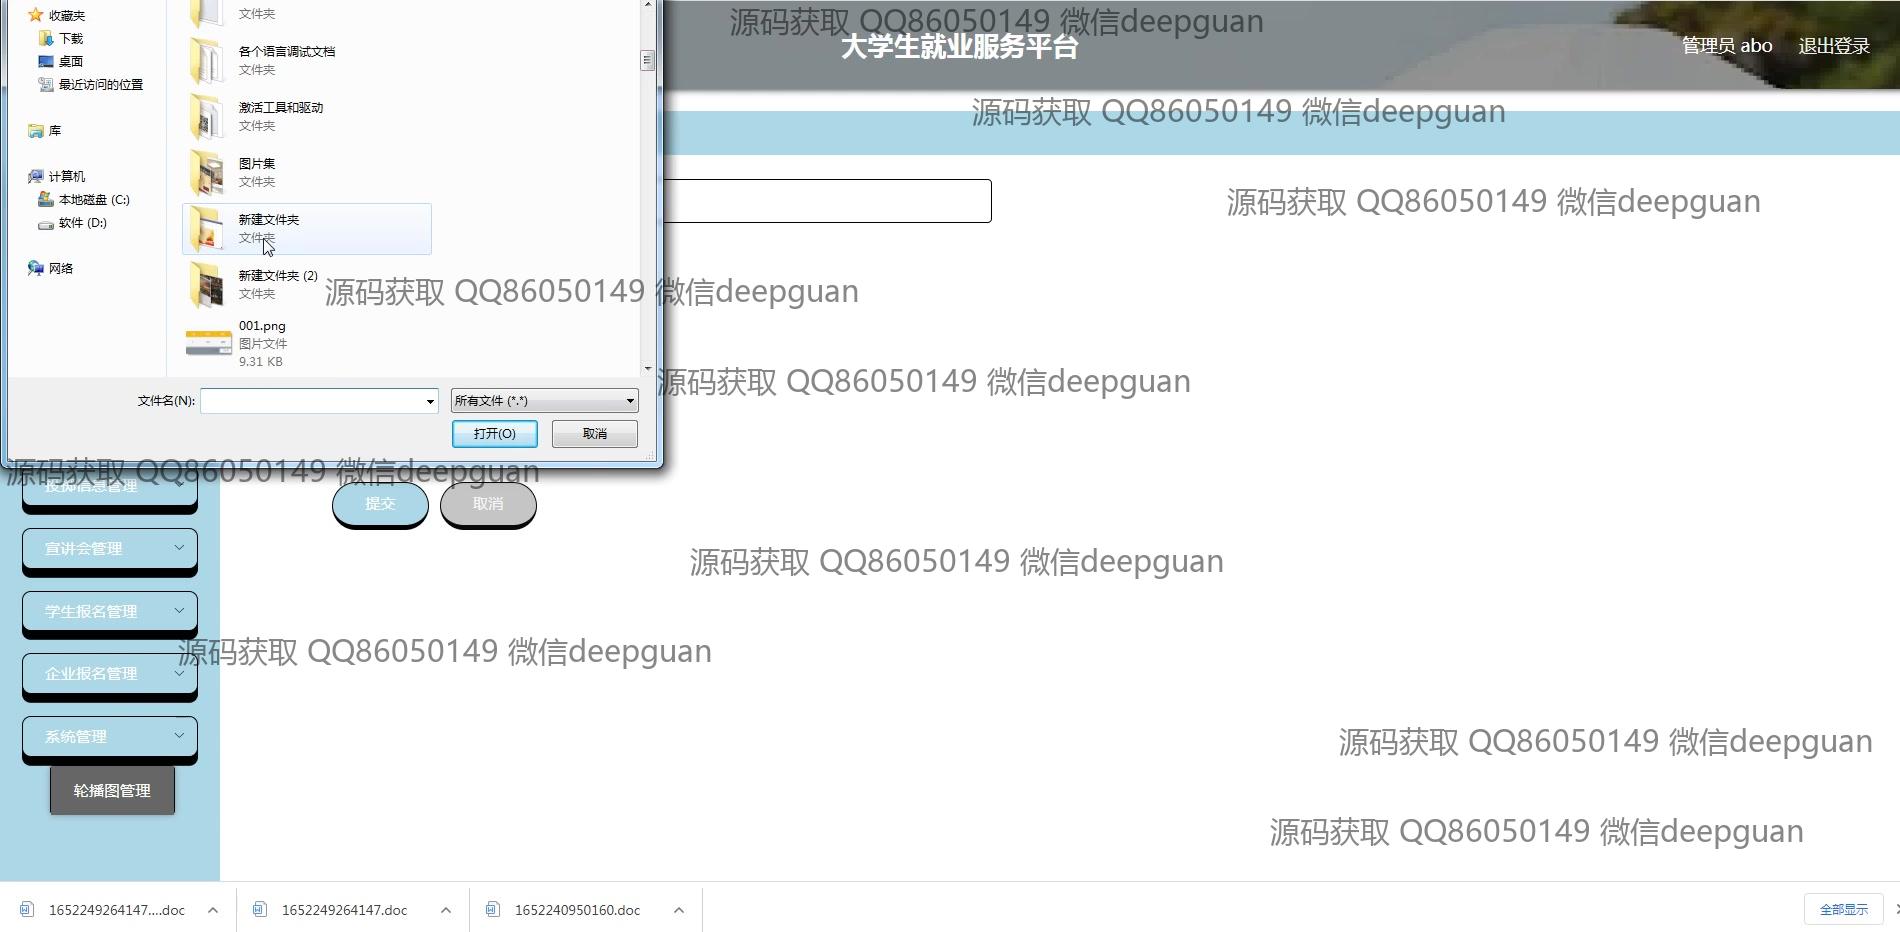 收藏夹
下载
桌面
最近访问的位置
库
计算机
本地磁盘 (C:)
软件 (D:)
网络
文件夹
各个语言调试文档
文件夹
激活工具和驱动
文件夹
图片集
文件夹
新建文件夹
文件夹
新建文件夹 (2)
文件夹
001.png
图片文件
9.31 KB
文件名(N):
所有文件 (*.*)
打开(O)
取消
源码获取 QQ86050149 微信deepguan
大学生就业服务平台
管理员 abo
退出登录
源码获取 QQ86050149 微信deepguan
源码获取 QQ86050149 微信deepguan
源码获取 QQ86050149 微信deepguan
源码获取 QQ86050149 微信deepguan
源码获取 QQ86050149 微信deepguan
提交
取消
宣讲会管理
源码获取 QQ86050149 微信deepguan
学生报名管理
源码获取 QQ86050149 微信deepguan
企业报名管理
系统管理
源码获取 QQ86050149 微信deepguan
轮播图管理
源码获取 QQ86050149 微信deepguan
1652249264147....doc
1652249264147.doc
1652240950160.doc
全部显示